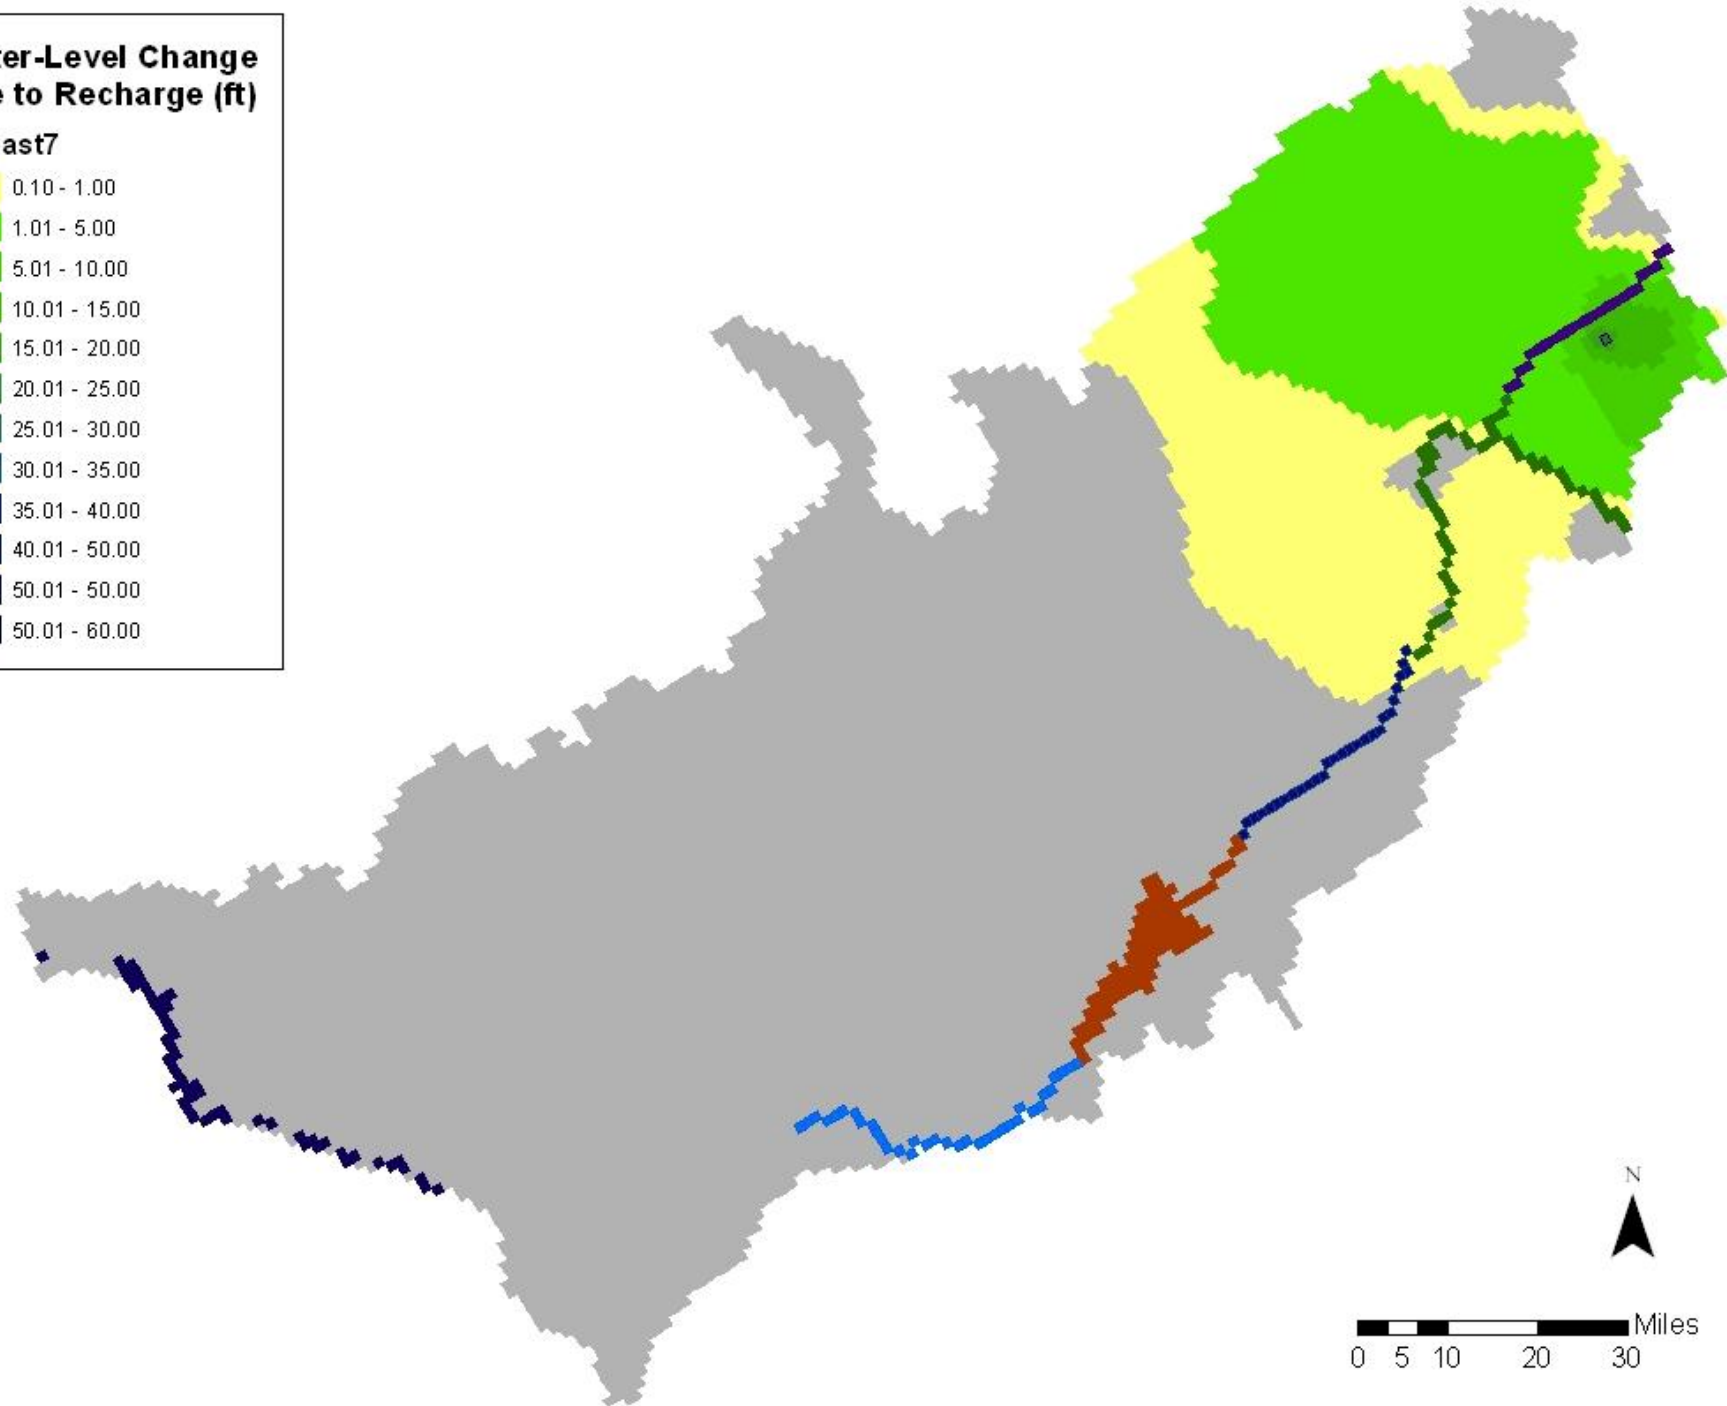 ter-Level Change
e to Recharge (ft)
ast7
0.10 - 1.00
1.01 - 5.00
5.01 - 10.00
10.01 - 15.00
15.01 - 20.00
20.01 - 25.00
25.01 - 30.00
30.01 - 35.00
35.01 - 40.00
40.01 - 50.00
50.01 - 50.00
50.01 - 60.00
N
Miles
0 5 10 20 30